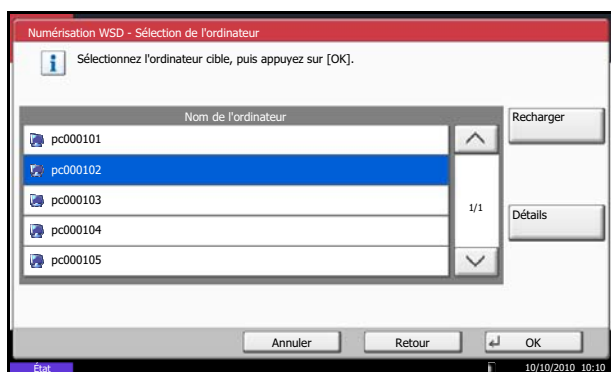 Numérisation WSD - Sélection de l'ordinateur
Sélectionnez l'ordinateur cible, puis appuyez sur [OK].
Nom de l'ordinateur
Recharger
pc000101
pc000102
pc000103
1/1
Détails
pc000104
pc000105
Annuler
Retour
OK
État
10/10/2010 10:10